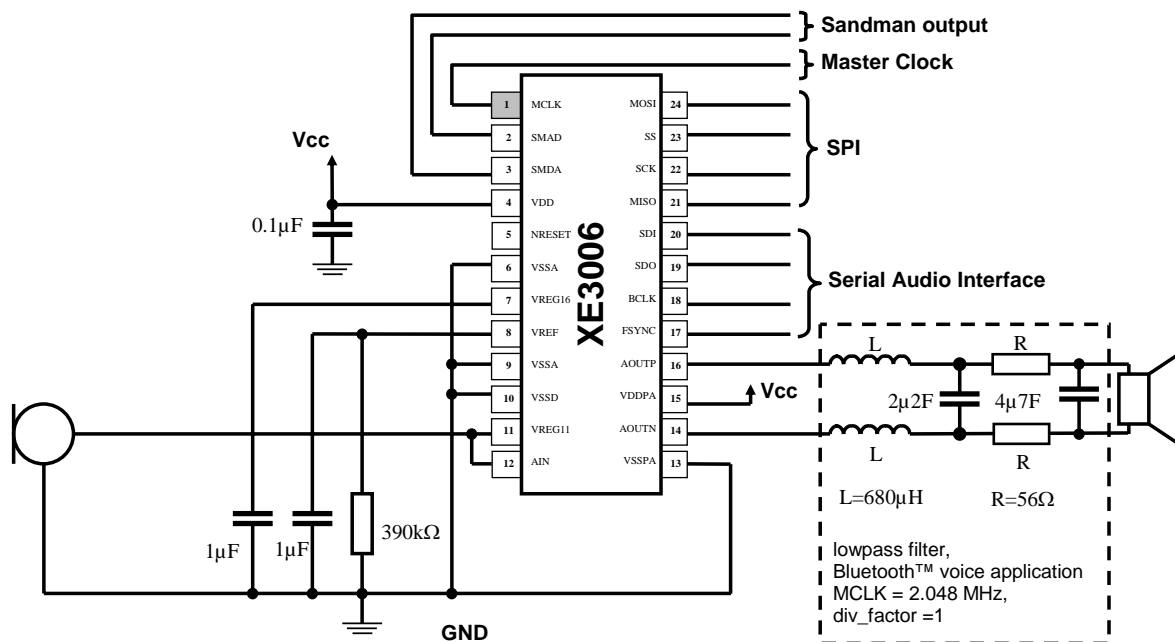 Sandman output
Master Clock
1 MCLK MOSI 24
2 SMAD SS 23
3 SMDA SCK 22
4 VDD MISO 21
5 NRESET SDI 20
6 VSSA SDO 19
7 VREG16 BCLK 18
8 VREF FSYNC 17
9 VSSA AOUTP 16
10 VSSD VDDPA 15
11 VREG11 AOUTN 14
12 AIN VSSPA 13
XE3006
Vcc
0.1µF
SPI
Serial Audio Interface
L R
Vcc
2µ2F 4µ7F
L R
L=680µH R=56Ω
1µF
1µF
390kΩ
lowpass filter,
Bluetooth™ voice application
MCLK = 2.048 MHz,
div_factor =1
GND